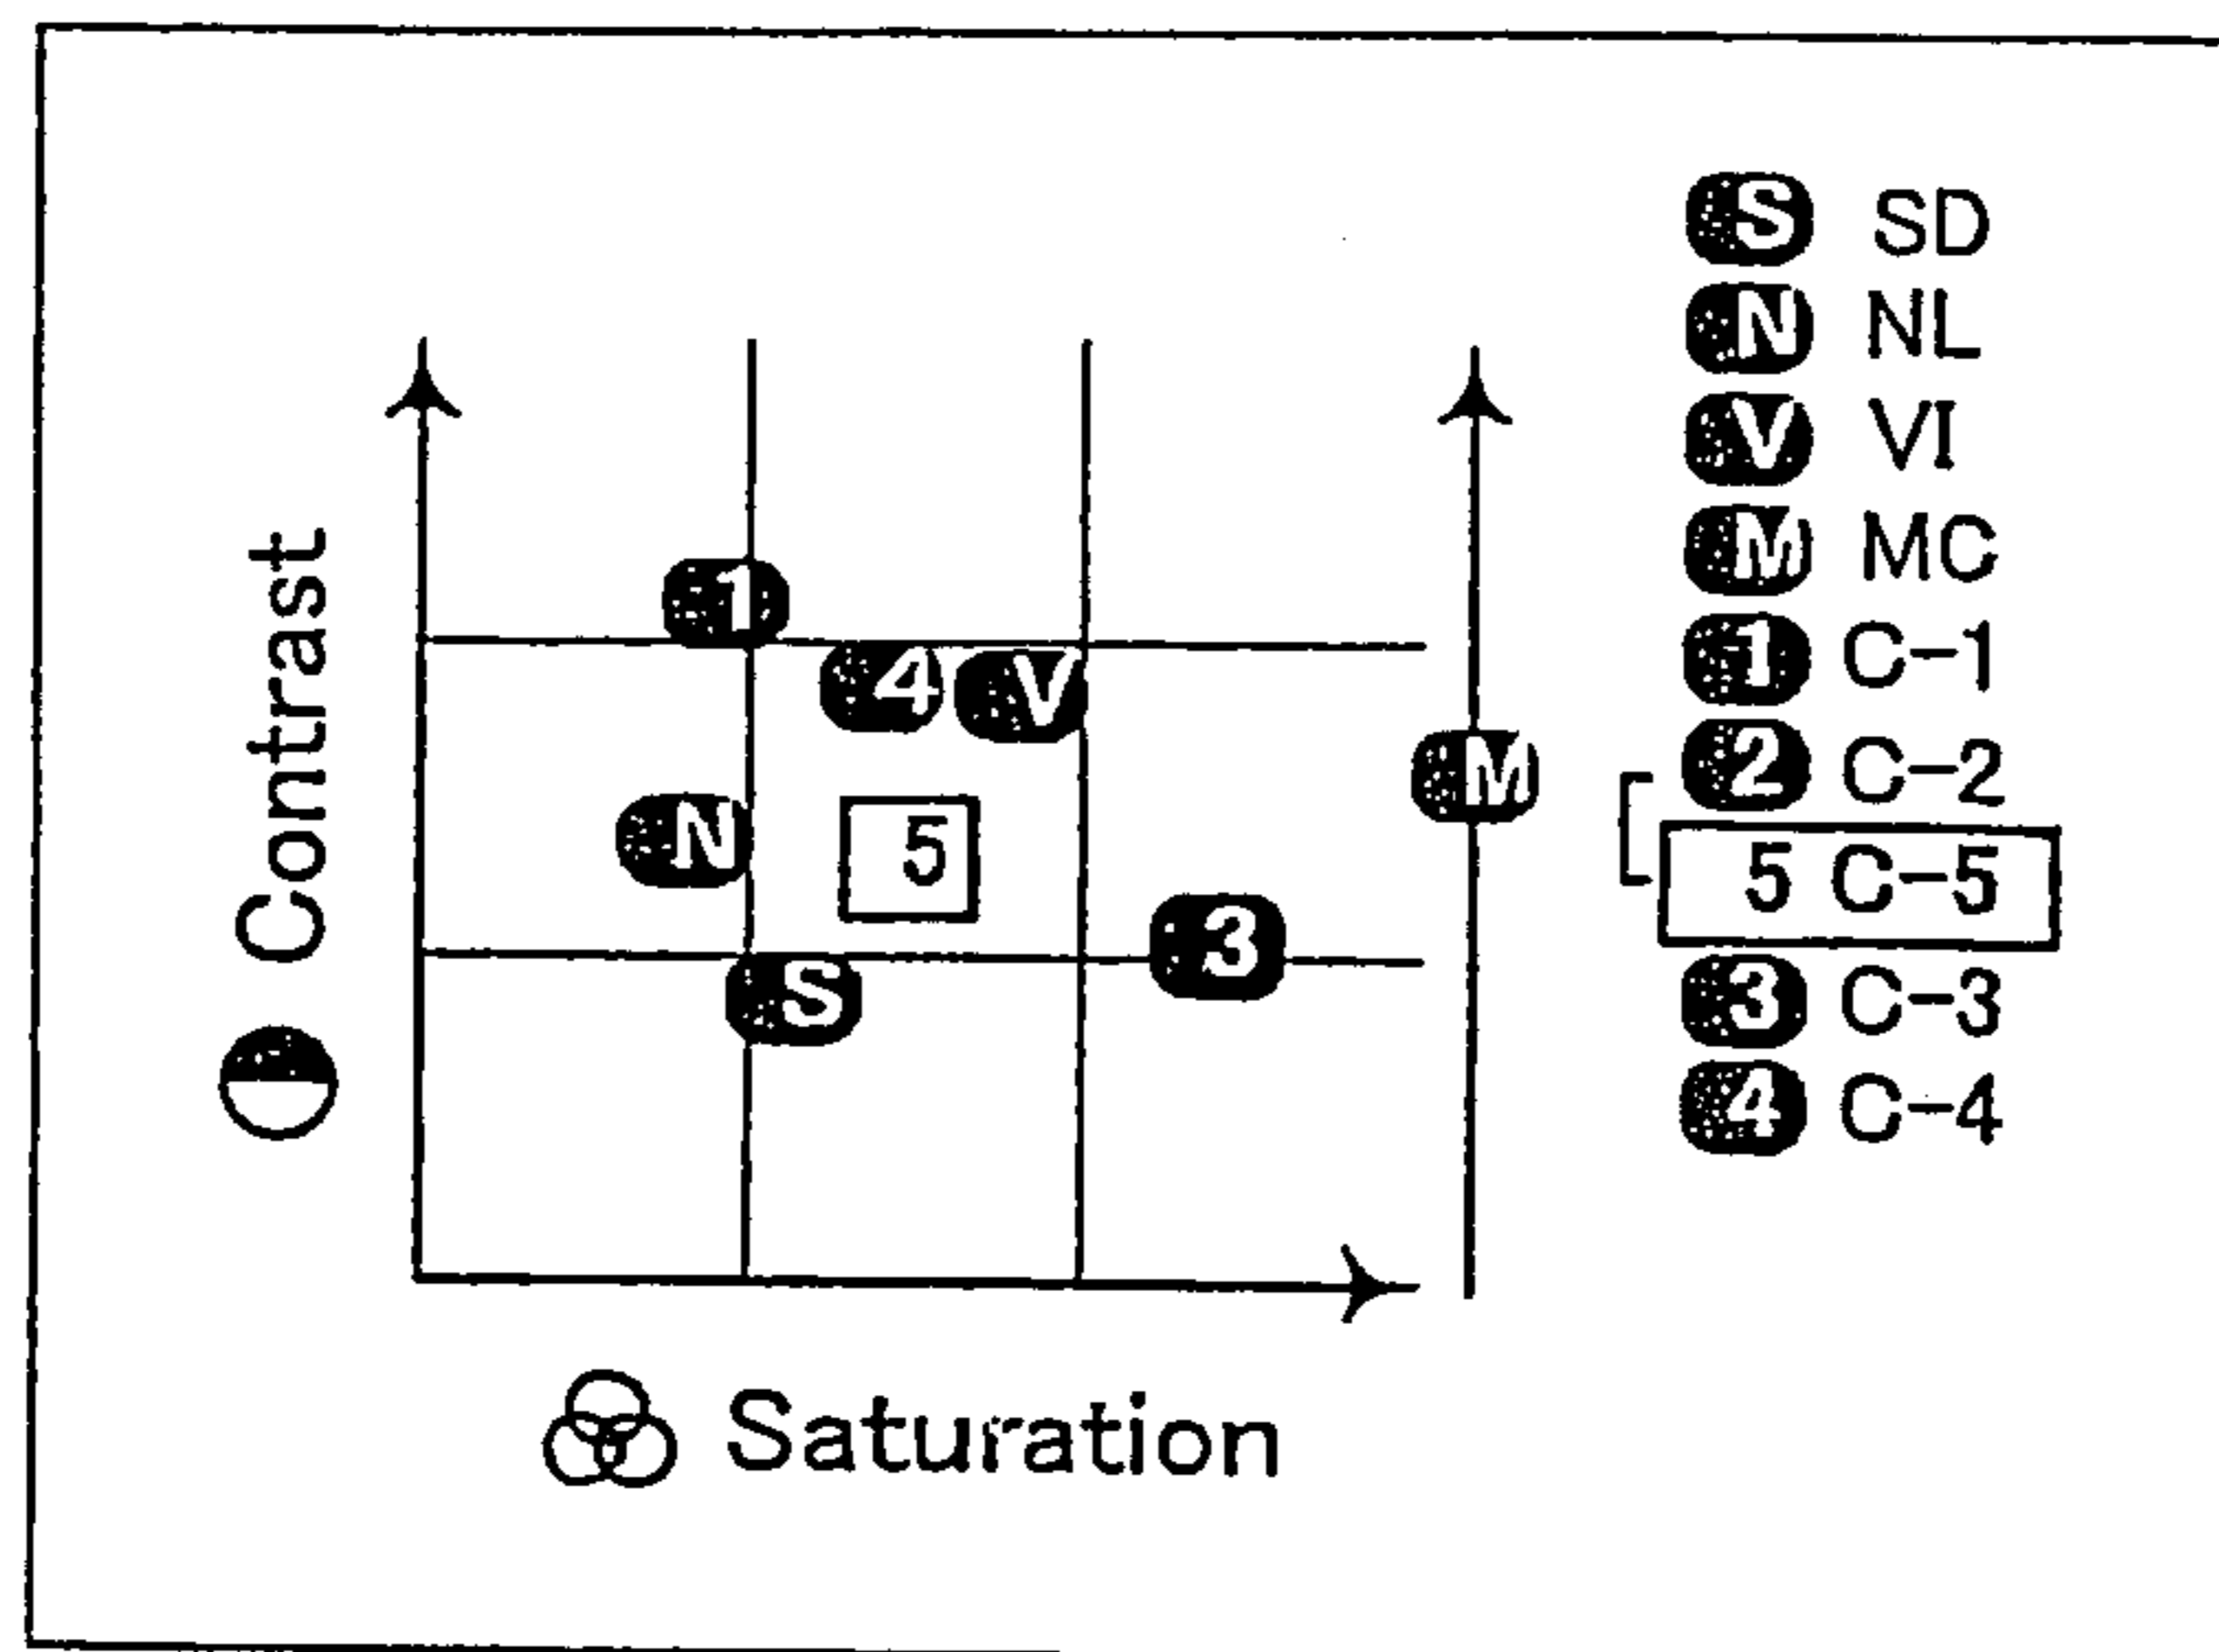 Contrast
1
4 V
N
5
M
3
S
Saturation
S SD
N NL
V VI
M MC
1 C-1
2 C-2
5 C-5
3 C-3
4 C-4